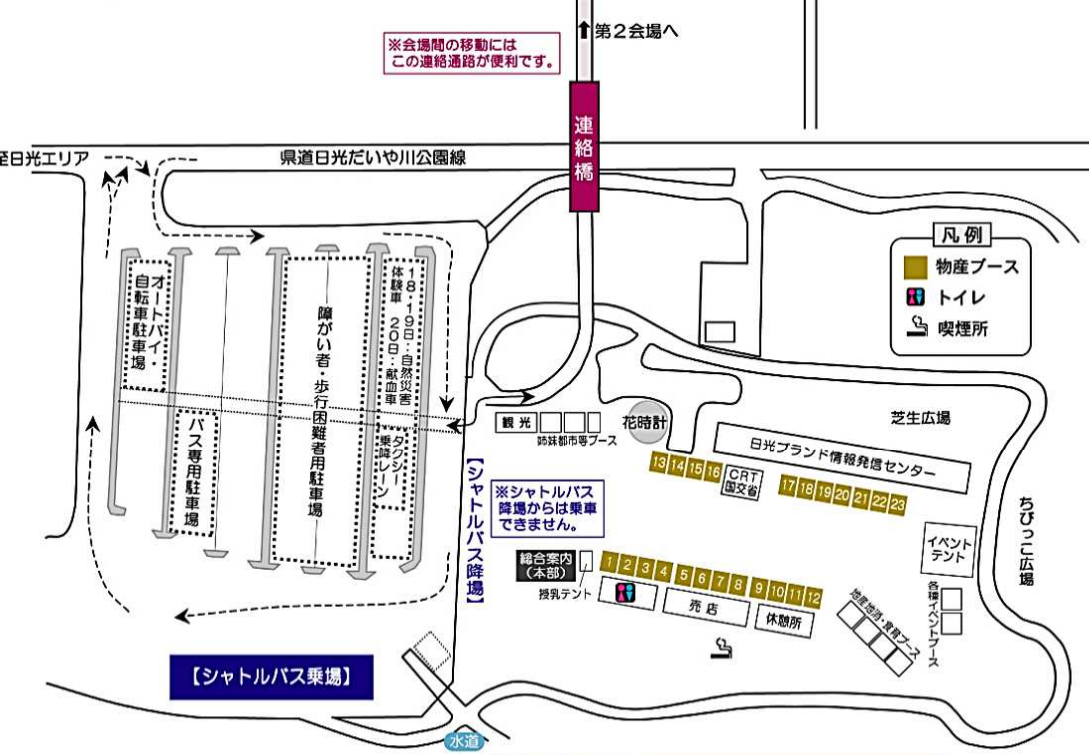 第2会場へ
※会場間の移動には
この連絡通路が便利です。
連絡橋
至日光エリア
県道日光だいや川公園線
凡例
物産ブース
トイレ
喫煙所
オートバイ・
自転車駐車場
バス専用駐車場
障がい者・歩行困難者用駐車場
18・19日:自然災害
体験車 20日:献血車
タクシー
乗降レーン
観光
姉妹都市等ブース
花時計
芝生広場
日光ブランド情報発信センター
13 14 15 16
CRT
国交省
17 18 19 20 21 22 23
【シャトルバス降場】
※シャトルバス
降場からは乗車
できません。
ちびっこ広場
イベント
テント
総合案内
(本部)
授乳テント
1 2 3 4 5 6 7 8 9 10 11 12
売店
休憩所
地産地消・食育ブース
各種イベントブース
【シャトルバス乗場】
水道